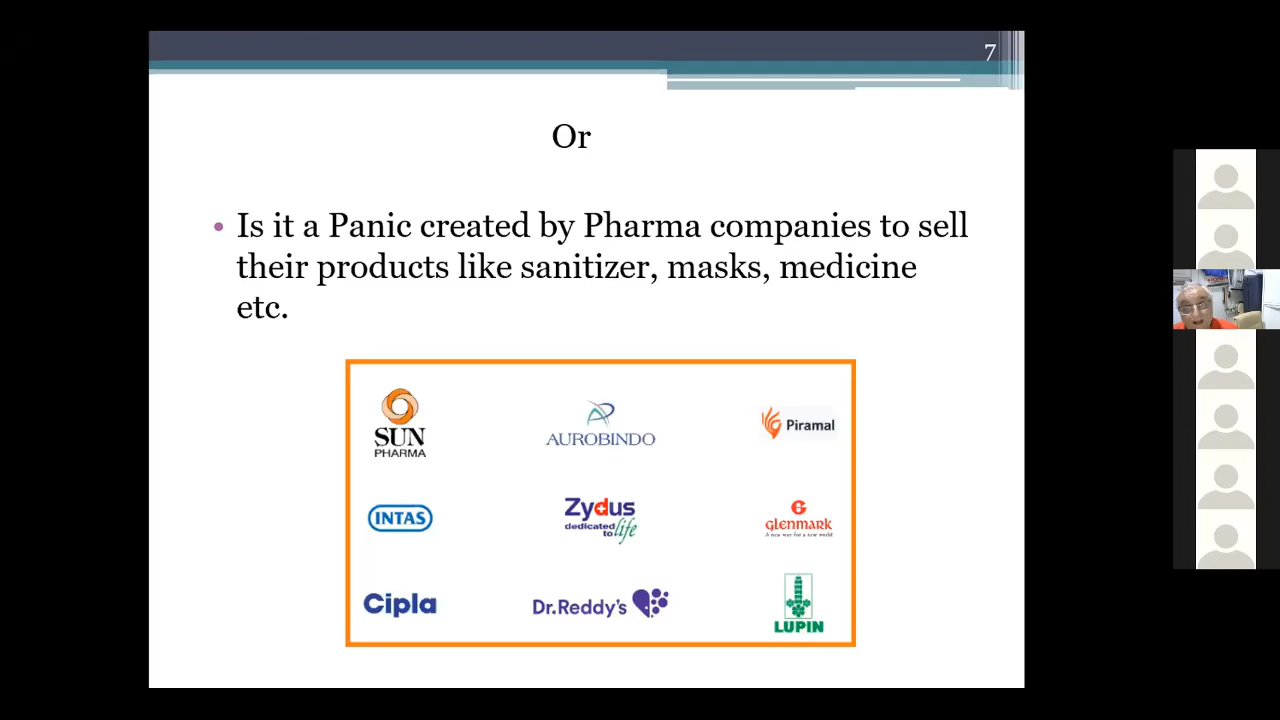 7
Or
• Is it a Panic created by Pharma companies to sell
their products like sanitizer, masks, medicine
etc.
SUN
PHARMA
AUROBINDO
Piramal
INTAS
Zydus
dedicated
to life
GLENMARK
A new way for a new world
Cipla
Dr.Reddy's
LUPIN